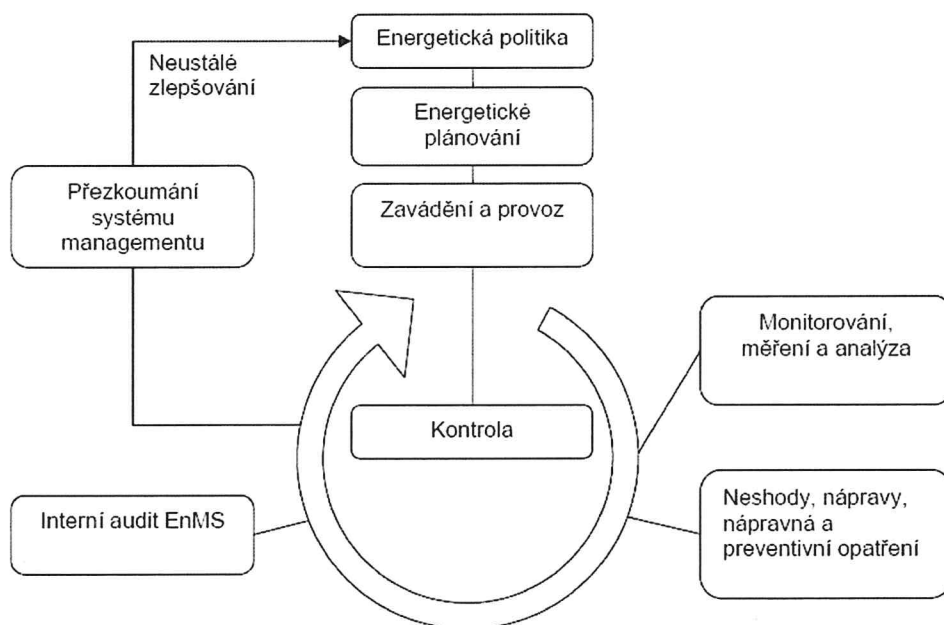 Energetická politika
Neustálé
zlepšování
Energetické
plánování
Přezkoumání
systému
managementu
Zavádění a provoz
Monitorování,
měření a analýza
Kontrola
Interní audit EnMS
Neshody, nápravy,
nápravná a
preventivní opatření